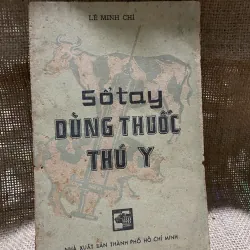 LÊ MINH CHÍ
Sổ tay
DÙNG THUỐC
THÚ Y
NHÀ XUẤT BẢN THÀNH PHỐ HỒ CHÍ MINH